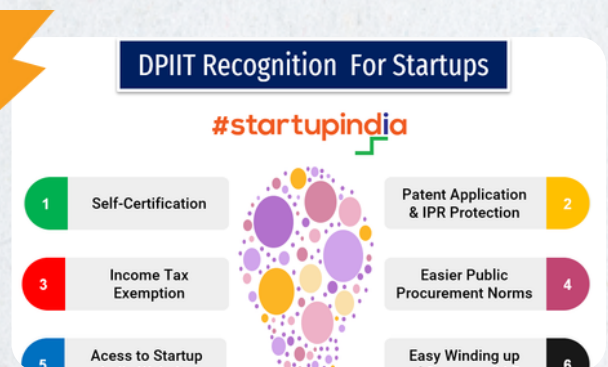 DPIIT Recognition For Startups
#startupindia
1
Self-Certification
Patent Application
& IPR Protection
2
3
Income Tax
Exemption
Easier Public
Procurement Norms
4
5
Acess to Startup
Easy Winding up
6